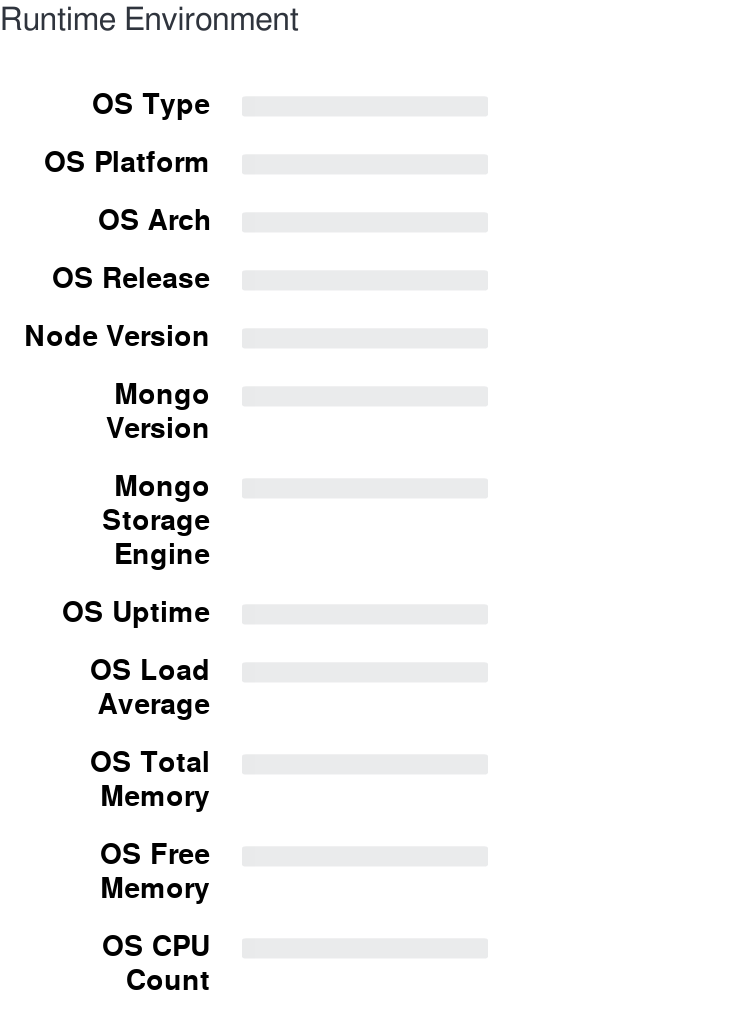 Runtime Environment
OS Type
OS Platform
OS Arch
OS Release
Node Version
Mongo
Version
Mongo
Storage
Engine
OS Uptime
OS Load
Average
OS Total
Memory
OS Free
Memory
OS CPU
Count